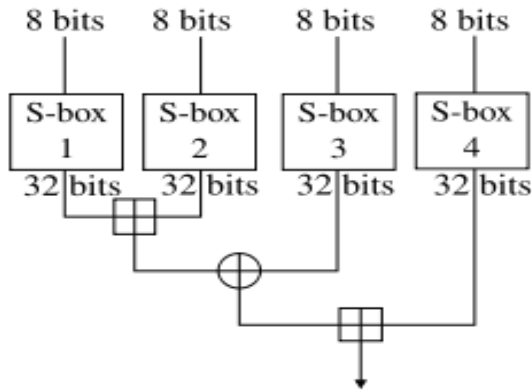 8 bits 8 bits 8 bits 8 bits
S-box S-box S-box S-box
1 2 3 4
32 bits 32 bits 32 bits 32 bits